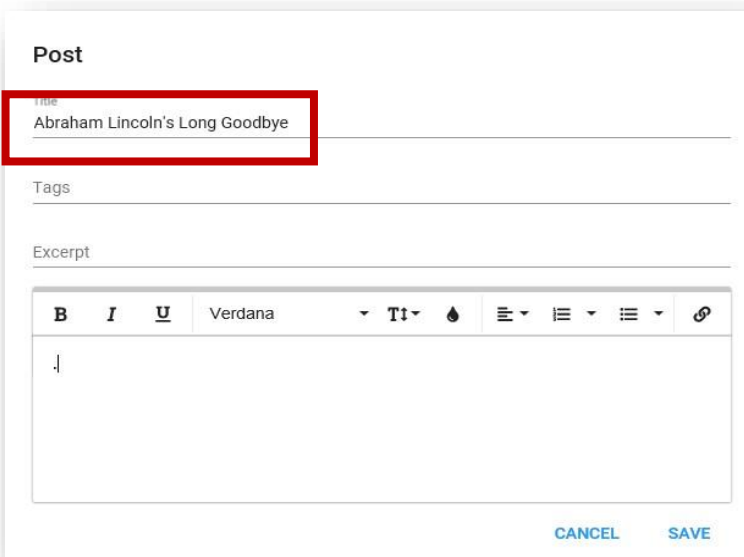 Post
Title
Abraham Lincoln's Long Goodbye
Tags
Excerpt
B I U Verdana T
.
CANCEL SAVE